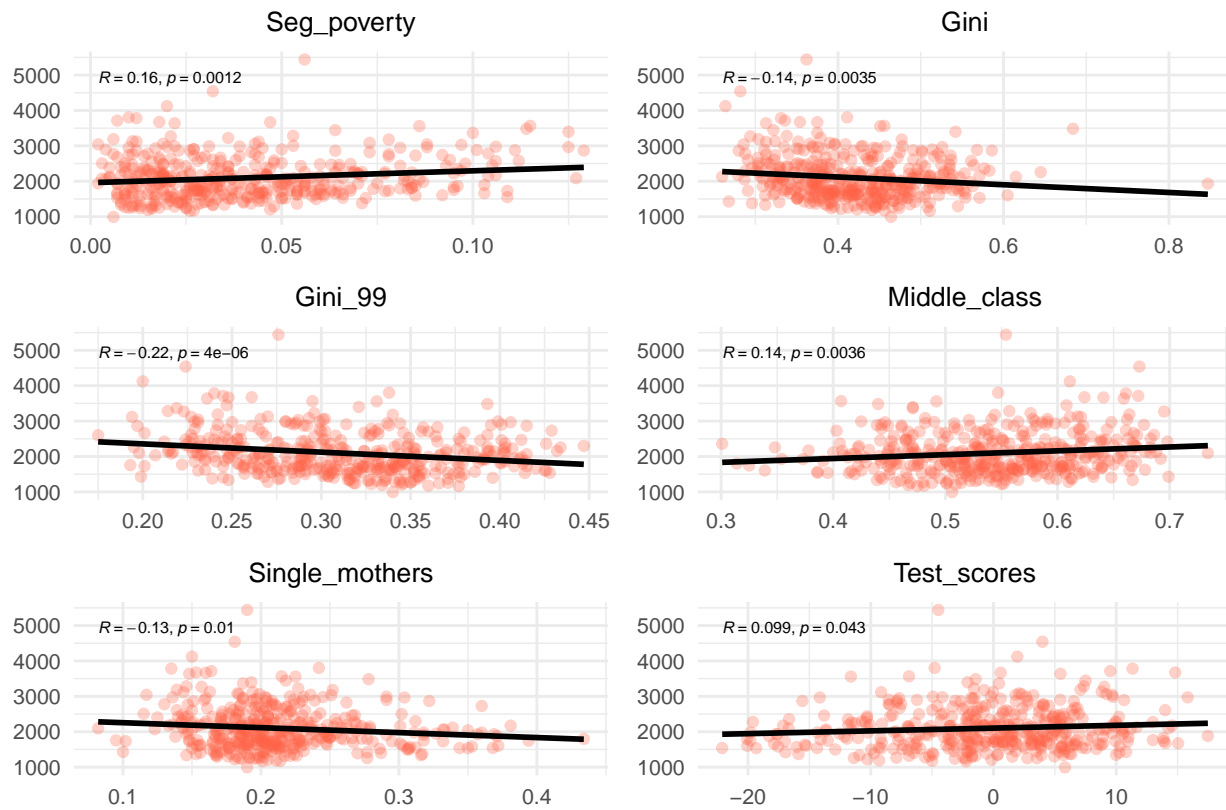 Seg_poverty
R = 0.16, p = 0.0012
5000
4000
3000
2000
1000
0.00 0.05 0.10
Gini
R = −0.14, p = 0.0035
5000
4000
3000
2000
1000
0.4 0.6 0.8
Gini_99
R = −0.22, p = 4e−06
5000
4000
3000
2000
1000
0.20 0.25 0.30 0.35 0.40 0.45
Middle_class
R = 0.14, p = 0.0036
5000
4000
3000
2000
1000
0.3 0.4 0.5 0.6 0.7
Single_mothers
R = −0.13, p = 0.01
5000
4000
3000
2000
1000
0.1 0.2 0.3 0.4
Test_scores
R = 0.099, p = 0.043
5000
4000
3000
2000
1000
−20 −10 0 10